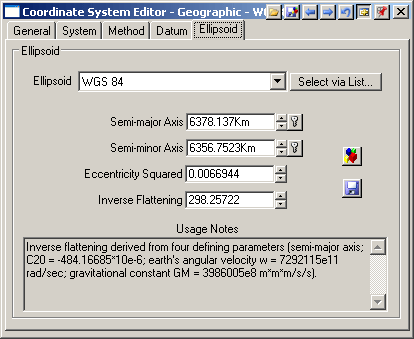 Coordinate System Editor - Geographic - WG
General System Method Datum Ellipsoid
Ellipsoid
Ellipsoid WGS 84 Select via List...
Semi-major Axis 6378.137Km
Semi-minor Axis 6356.7523Km
Eccentricity Squared 0.0066944
Inverse Flattening 298.25722
Usage Notes
Inverse flattening derived from four defining parameters (semi-major axis;
C20 = -484.16685*10e-6; earth's angular velocity w = 7292115e11
rad/sec; gravitational constant GM = 3986005e8 m*m*m/s/s).